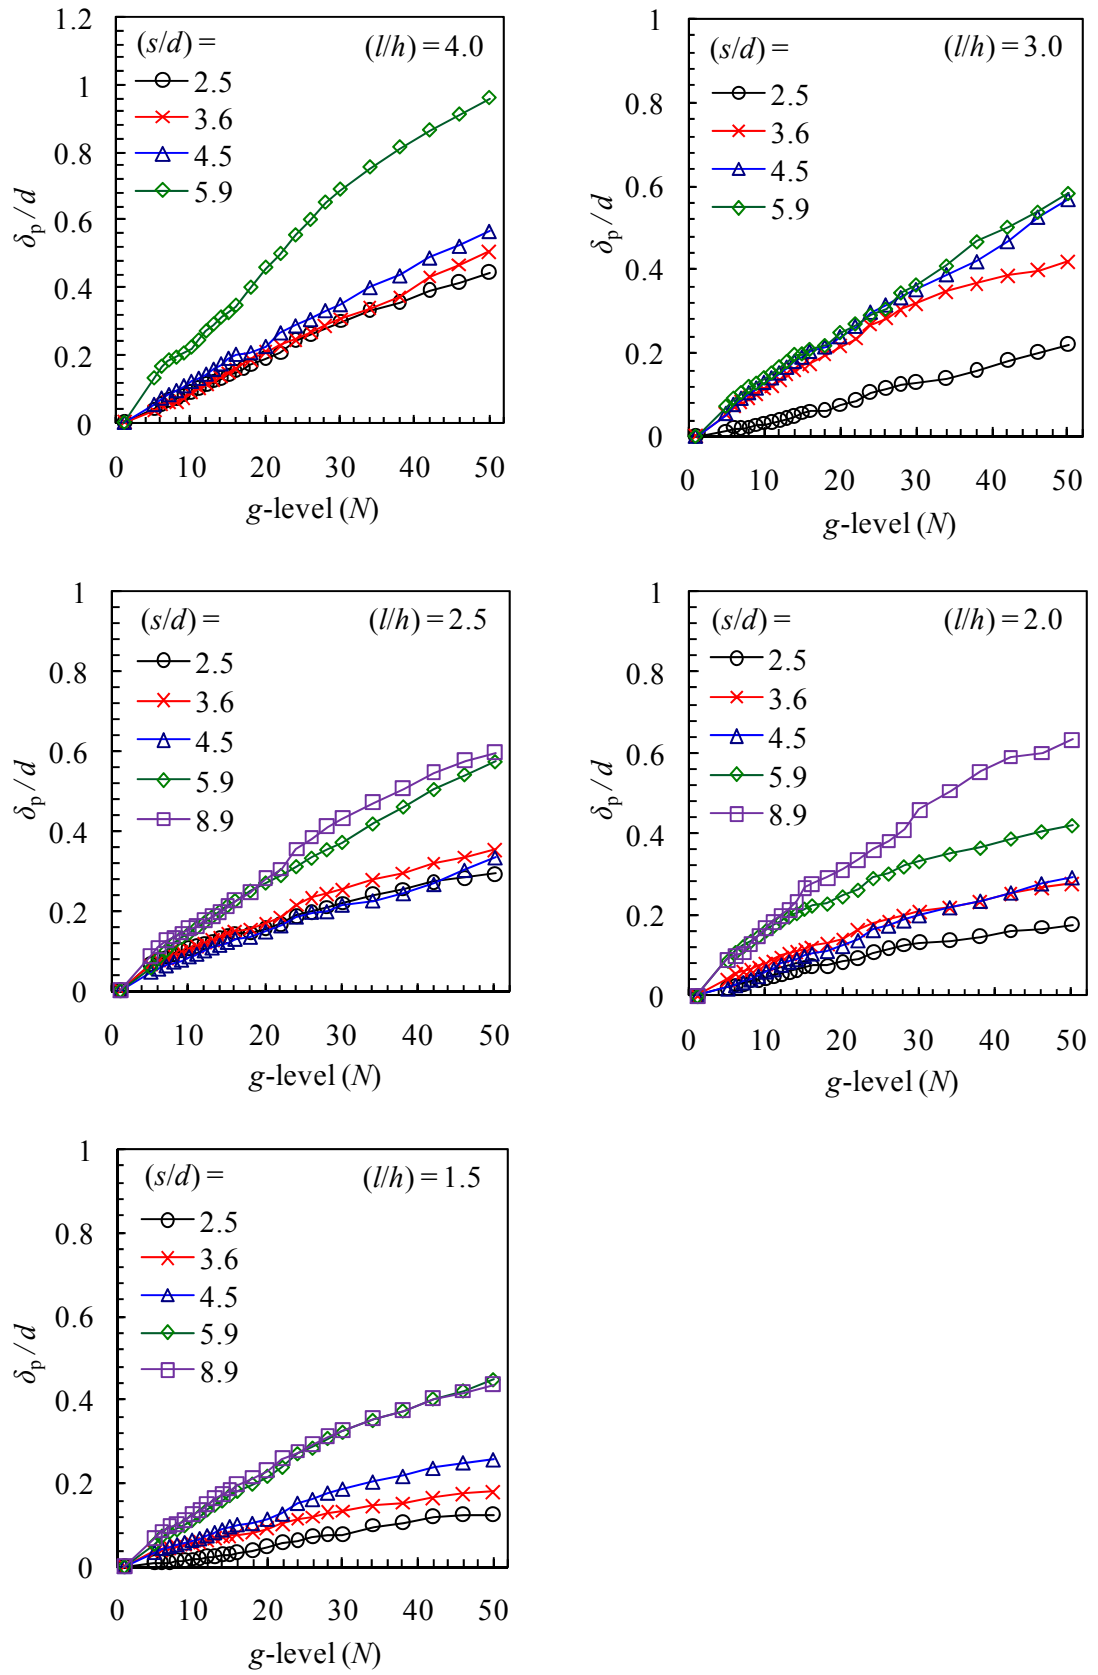 (s/d) = (l/h) = 4.0
2.5
3.6
4.5
5.9
1.2
1
0.8
0.6
0.4
0.2
0
δp / d
0 10 20 30 40 50
g-level (N)
(s/d) = (l/h) = 3.0
2.5
3.6
4.5
5.9
1
0.8
0.6
0.4
0.2
0
δp / d
10 20 30 40 50
g-level (N)
(s/d) = (l/h) = 2.5
2.5
3.6
4.5
5.9
8.9
1
0.8
0.6
0.4
0.2
0
δp / d
0 10 20 30 40 50
g-level (N)
(s/d) = (l/h) = 2.0
2.5
3.6
4.5
5.9
8.9
1
0.8
0.6
0.4
0.2
0
δp / d
0 10 20 30 40 50
g-level (N)
(s/d) = (l/h) = 1.5
2.5
3.6
4.5
5.9
8.9
1
0.8
0.6
0.4
0.2
0
δp / d
0 10 20 30 40 50
g-level (N)